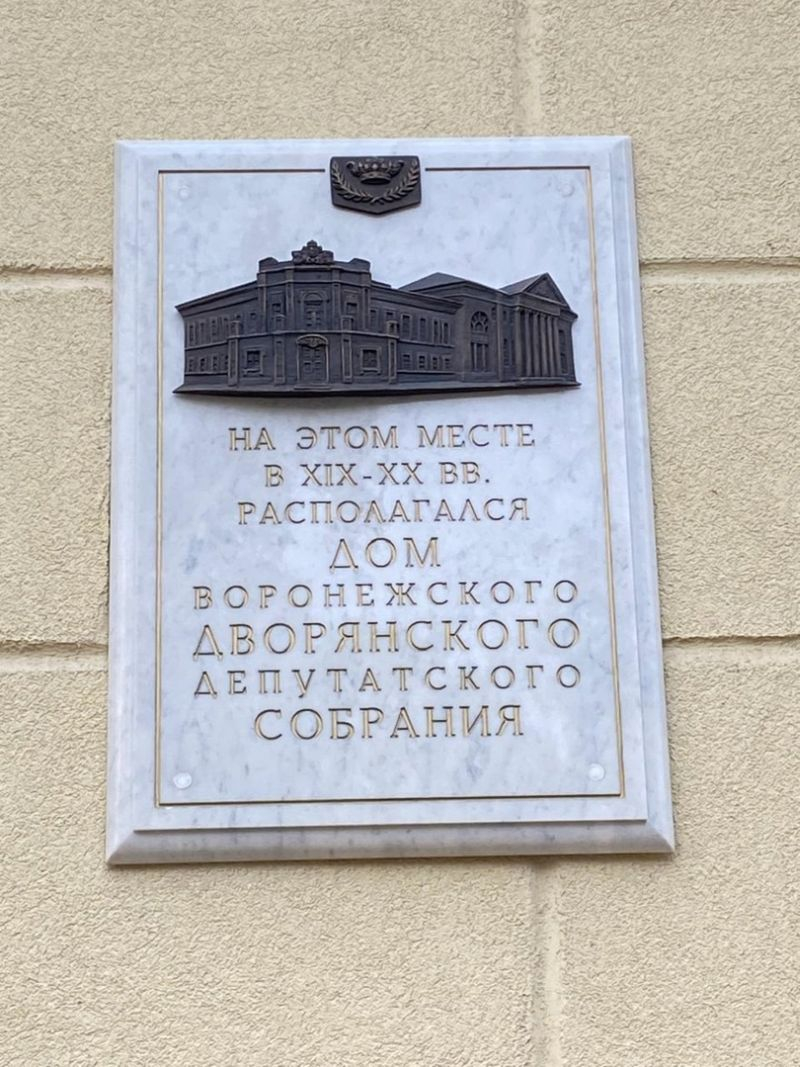 НА ЭТОМ МЕСТЕ
В XIX-XX ВВ.
РАСПОЛАГАЛСЯ
ДОМ
ВОРОНЕЖСКОГО
ДВОРЯНСКОГО
ДЕПУТАТСКОГО
СОБРАНИЯ